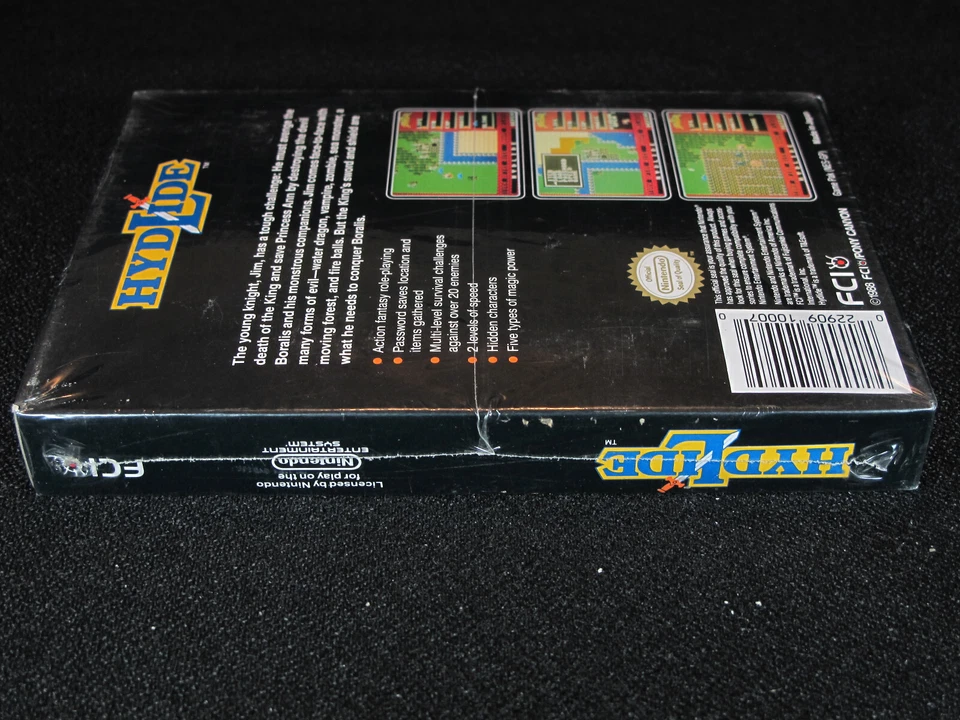 HYDLIDE™
The young knight, Jim, has a tough challenge: He must avenge the
death of the King and save Princess Ann by destroying the devil
Boralis and his monstrous companions. Jim comes face-to-face with
many forms of evil—water dragon, vampire, zombie, sea monster, a
moving forest, and fire balls. But the King's sword and shield are
what he needs to conquer Boralis.
• Action fantasy role-playing
• Password saves location and
items gathered
• Multi-level survival challenges
against over 20 enemies
• 2 levels of speed
• Hidden characters
• Five types of magic power
Official
Nintendo
Seal of Quality
FCI
© 1988 FCI® / PONY CANYON
Made in Japan
0 22909 10007 0
HYDLIDE™
Licensed by Nintendo
for play on the
Nintendo
ENTERTAINMENT
SYSTEM
FCI